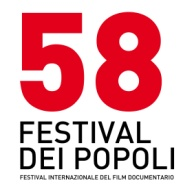 58
FESTIVAL
DEI POPOLI
FESTIVAL INTERNAZIONALE DEL FILM DOCUMENTARIO